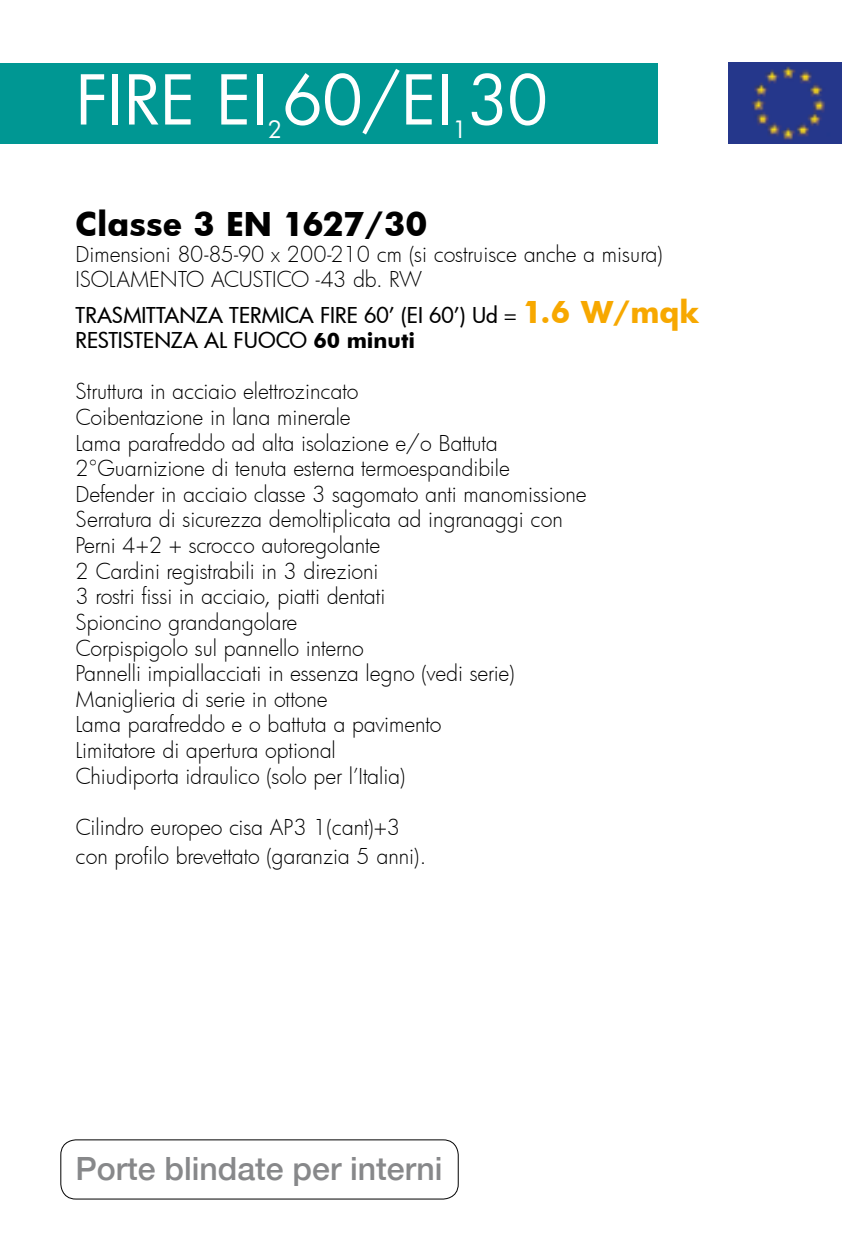 FIRE EI₂60/EI₁30
Classe 3 EN 1627/30
Dimensioni 80-85-90 x 200-210 cm (si costruisce anche a misura)
ISOLAMENTO ACUSTICO -43 db. RW
TRASMITTANZA TERMICA FIRE 60’ (EI 60’) Ud = 1.6 W/mqk
RESTISTENZA AL FUOCO 60 minuti
Struttura in acciaio elettrozincato
Coibentazione in lana minerale
Lama parafreddo ad alta isolazione e/o Battuta
2°Guarnizione di tenuta esterna termoespandibile
Defender in acciaio classe 3 sagomato anti manomissione
Serratura di sicurezza demoltiplicata ad ingranaggi con
Perni 4+2 + scrocco autoregolante
2 Cardini registrabili in 3 direzioni
3 rostri fissi in acciaio, piatti dentati
Spioncino grandangolare
Corpispigolo sul pannello interno
Pannelli impiallacciati in essenza legno (vedi serie)
Maniglieria di serie in ottone
Lama parafreddo e o battuta a pavimento
Limitatore di apertura optional
Chiudiporta idraulico (solo per l’Italia)
Cilindro europeo cisa AP3 1(cant)+3
con profilo brevettato (garanzia 5 anni).
Porte blindate per interni